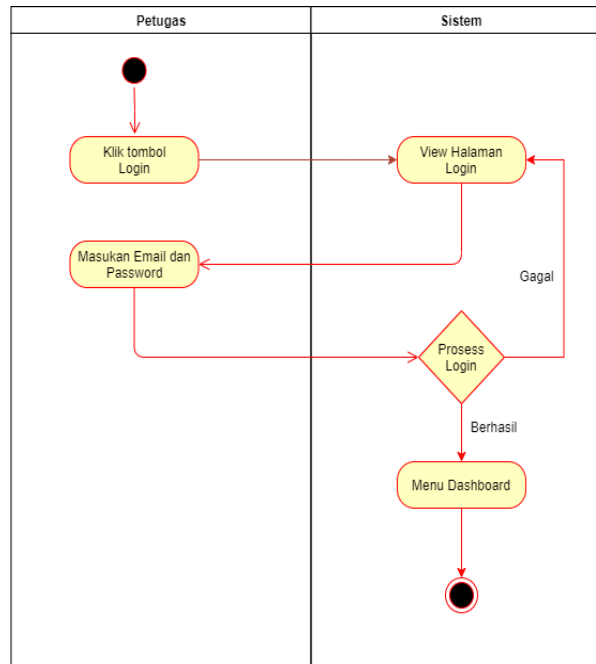 Petugas
Sistem
Klik tombol
Login
View Halaman
Login
Masukan Email dan
Password
Gagal
Prosess
Login
Berhasil
Menu Dashboard